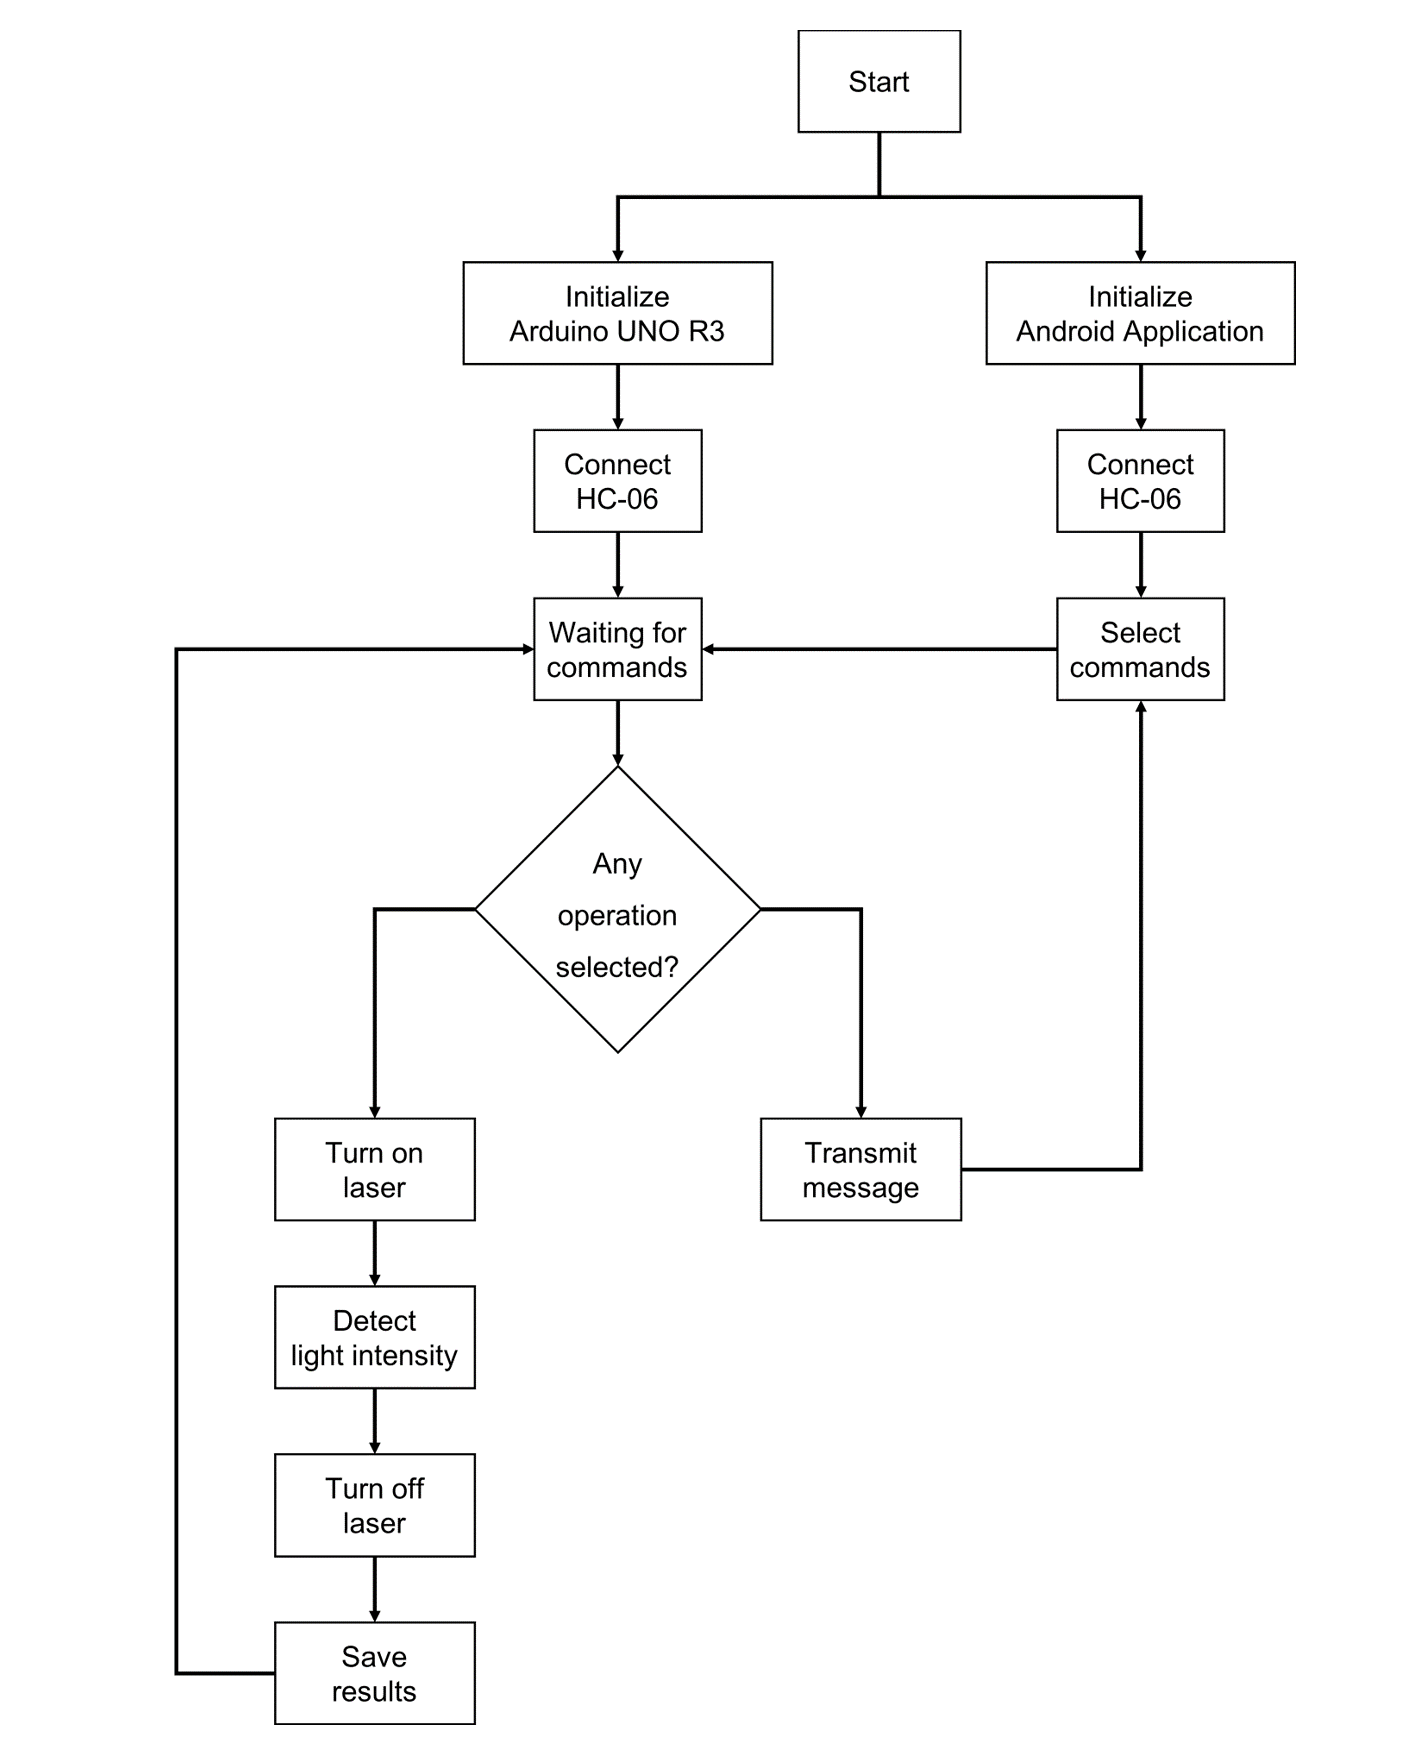 Start
Initialize
Arduino UNO R3
Initialize
Android Application
Connect
HC-06
Connect
HC-06
Waiting for
commands
Select
commands
Any
operation
selected?
Turn on
laser
Transmit
message
Detect
light intensity
Turn off
laser
Save
results